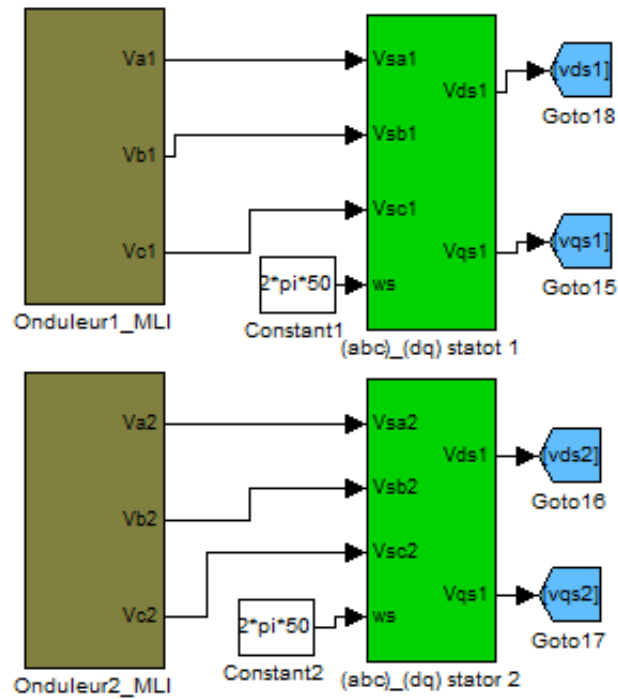 Va1
Vb1
Vc1
Onduleur1_MLI
2*pi*50
Constant1
Vsa1
Vsb1
Vsc1
ws
Vds1
Vqs1
(abc)_(dq) statot 1
[vds1]
Goto18
[vqs1]
Goto15
Va2
Vb2
Vc2
Onduleur2_MLI
2*pi*50
Constant2
Vsa2
Vsb2
Vsc2
ws
Vds1
Vqs1
(abc)_(dq) stator 2
[vds2]
Goto16
[vqs2]
Goto17